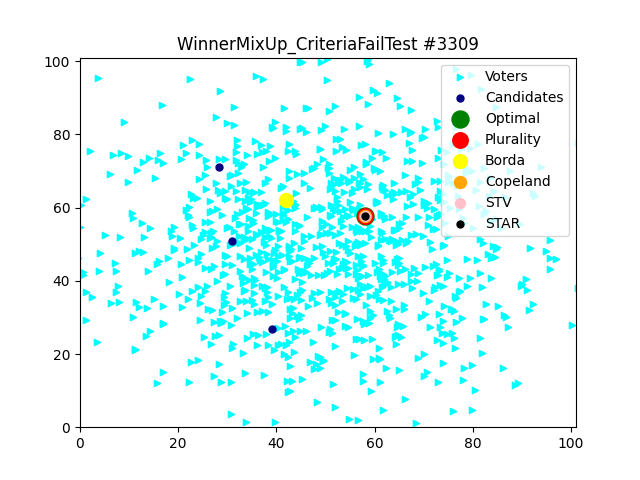 WinnerMixUp_CriteriaFailTest #3309
100
80
60
40
20
0
0 20 40 60 80 100
Voters
Candidates
Optimal
Plurality
Borda
Copeland
STV
STAR